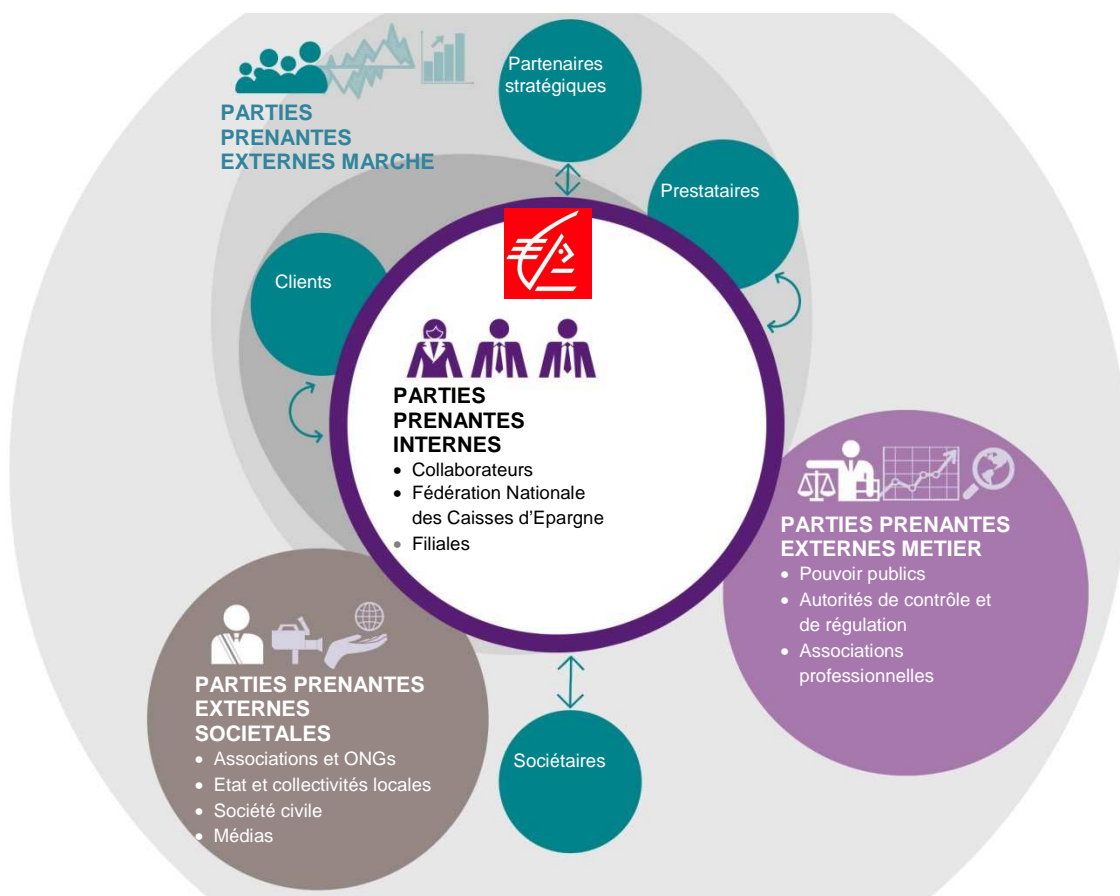 Partenaires
stratégiques
PARTIES
PRENANTES
EXTERNES MARCHE
Prestataires
Clients
PARTIES
PRENANTES
INTERNES
• Collaborateurs
• Fédération Nationale
des Caisses d'Epargne
• Filiales
PARTIES PRENANTES
EXTERNES METIER
• Pouvoir publics
• Autorités de contrôle et
de régulation
• Associations
professionnelles
PARTIES PRENANTES
EXTERNES
SOCIETALES
• Associations et ONGs
• Etat et collectivités locales
• Société civile
• Médias
Sociétaires